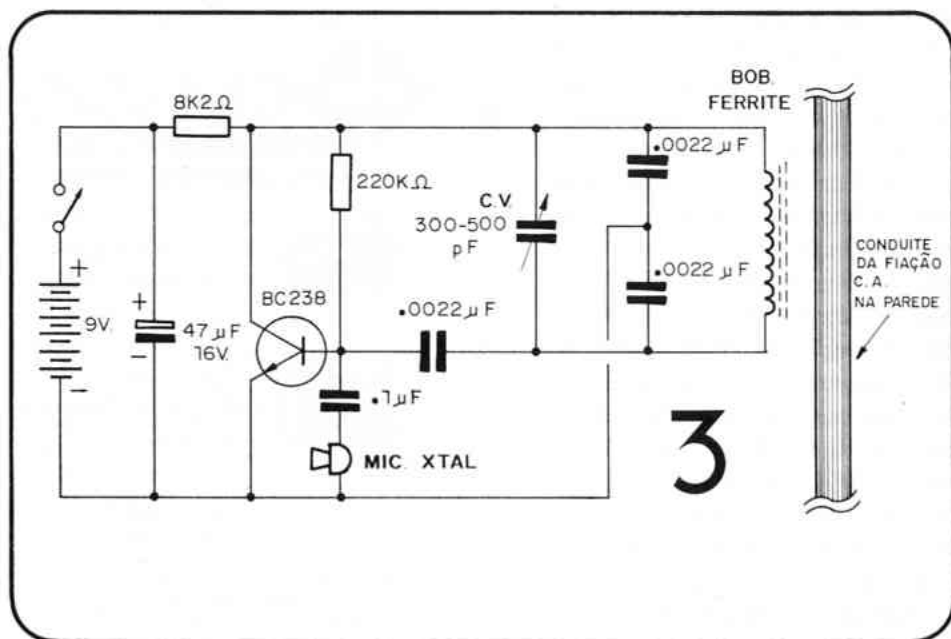 BOB.
FERRITE
8K2Ω
220KΩ
C.V.
300-500
pF
.0022µF
.0022µF
CONDUITE
DA FIAÇÃO
C.A.
NA PAREDE
+
9V.
-
+
47µF
16V.
-
BC238
.0022µF
.1µF
MIC. XTAL
3